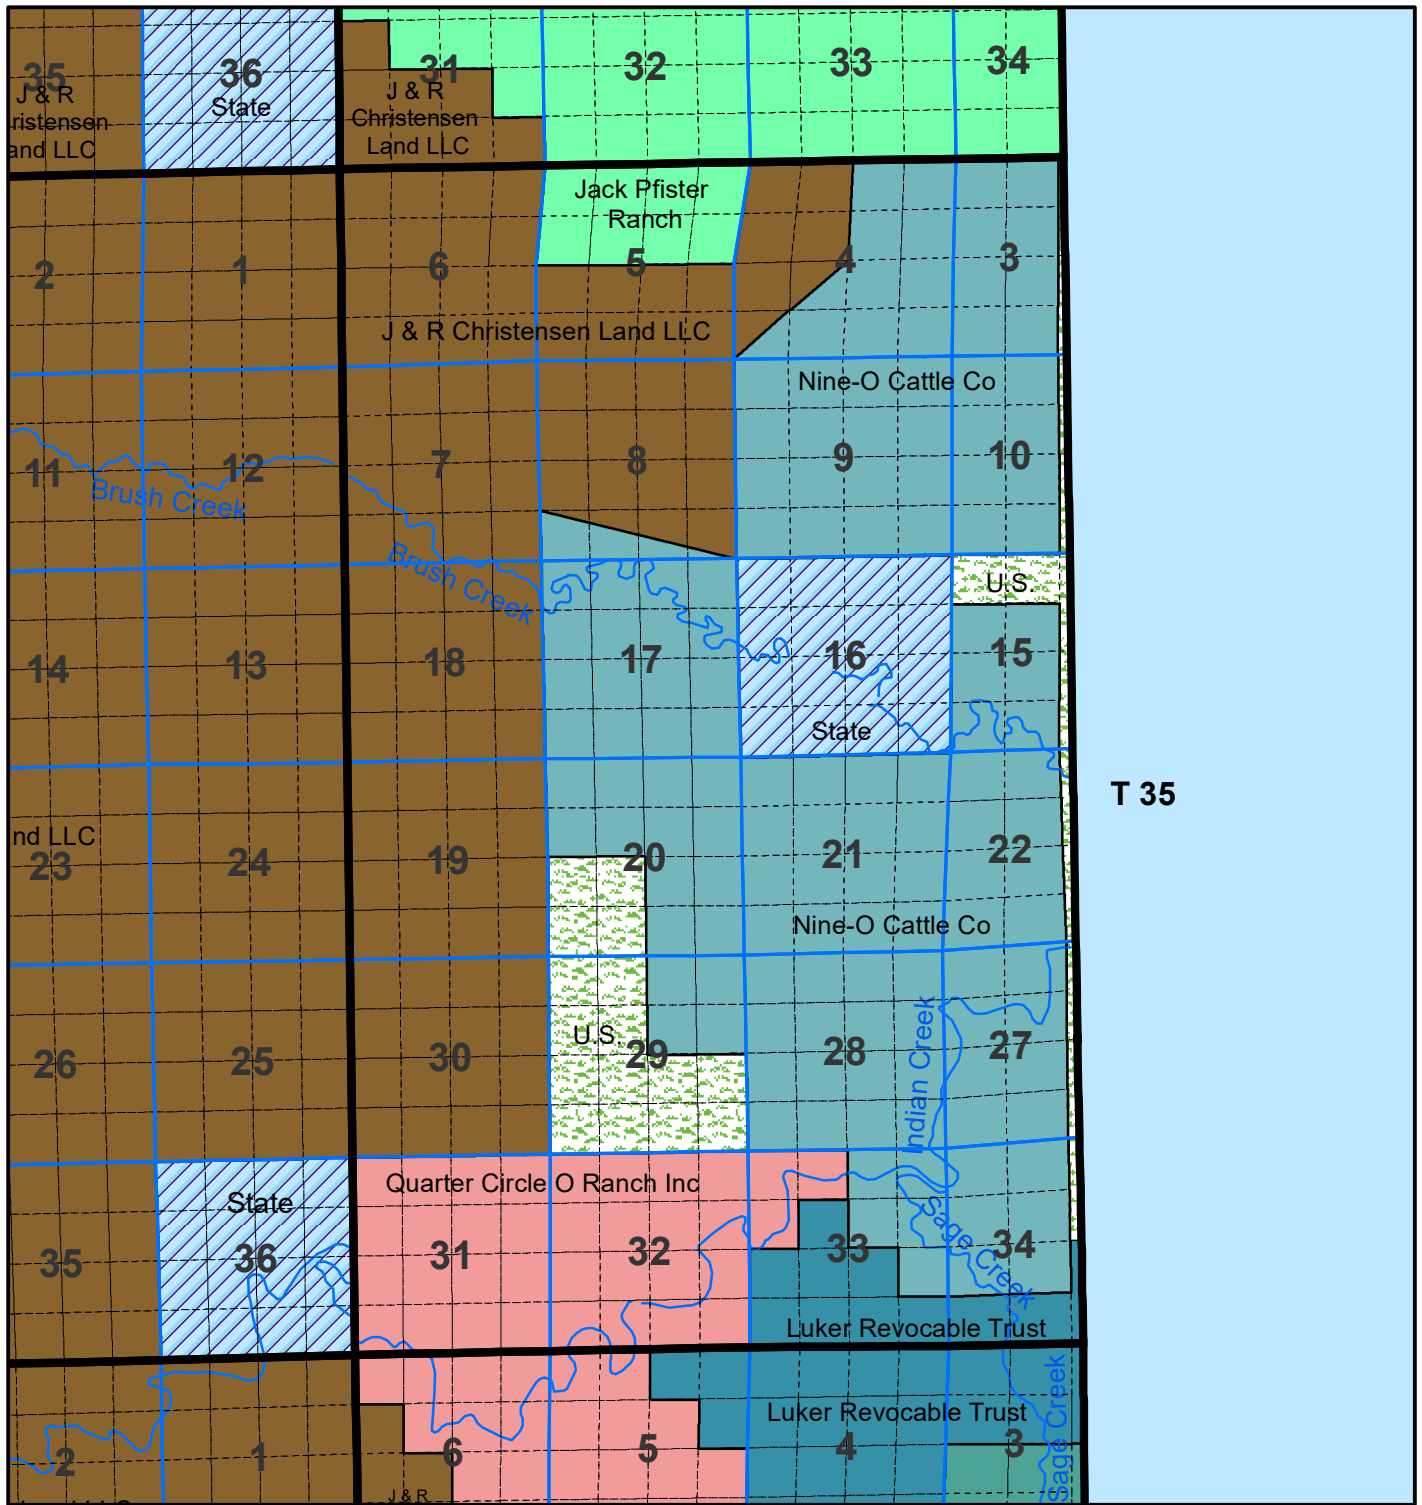 35
36
31
32
33
34
J & R
ristensen
and LLC
State
J & R
Christensen
Land LLC
Jack Pfister
Ranch
2
1
6
5
4
3
J & R Christensen Land LLC
Nine-O Cattle Co
11
12
7
8
9
10
Brush Creek
Brush Creek
U.S.
14
13
18
17
16
15
State
T 35
nd LLC
23
24
19
20
21
22
Nine-O Cattle Co
Indian Creek
U.S.
26
25
30
29
28
27
State
Quarter Circle O Ranch Inc
Sage Creek
35
36
31
32
33
34
Luker Revocable Trust
Sage Creek
Luker Revocable Trust
2
1
6
5
4
3
J & R